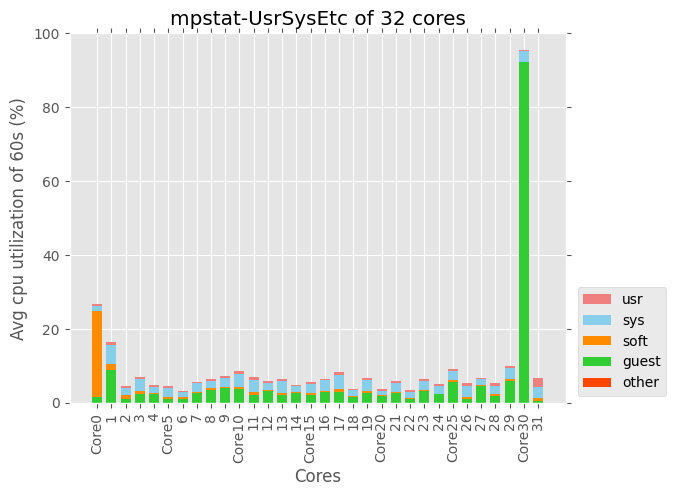 mpstat-UsrSysEtc of 32 cores
Avg cpu utilization of 60s (%)
100
80
60
40
20
0
Core0
1
2
3
4
Core5
6
7
8
9
Core10
11
12
13
14
Core15
16
17
18
19
Core20
21
22
23
24
Core25
26
27
28
29
Core30
31
Cores
usr
sys
soft
guest
other